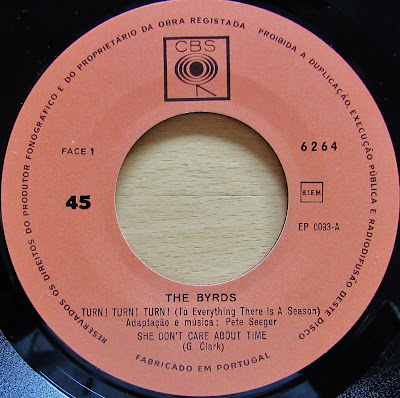 RESERVADOS OS DIREITOS DO PRODUTOR FONOGRÁFICO E DO PROPRIETÁRIO DA OBRA REGISTADA PROIBIDA A DUPLICAÇÃO, EXECUÇÃO PÚBLICA E RADIODIFUSÃO DESTE DISCO
CBS
FACE 1
6264
45
B.I.E.M.
EP 0093-A
THE BYRDS
TURN! TURN! TURN! (To Everything There Is A Season)
Adaptação e música: Pete Seeger
SHE DON'T CARE ABOUT TIME
(G. Clark)
FABRICADO EM PORTUGAL